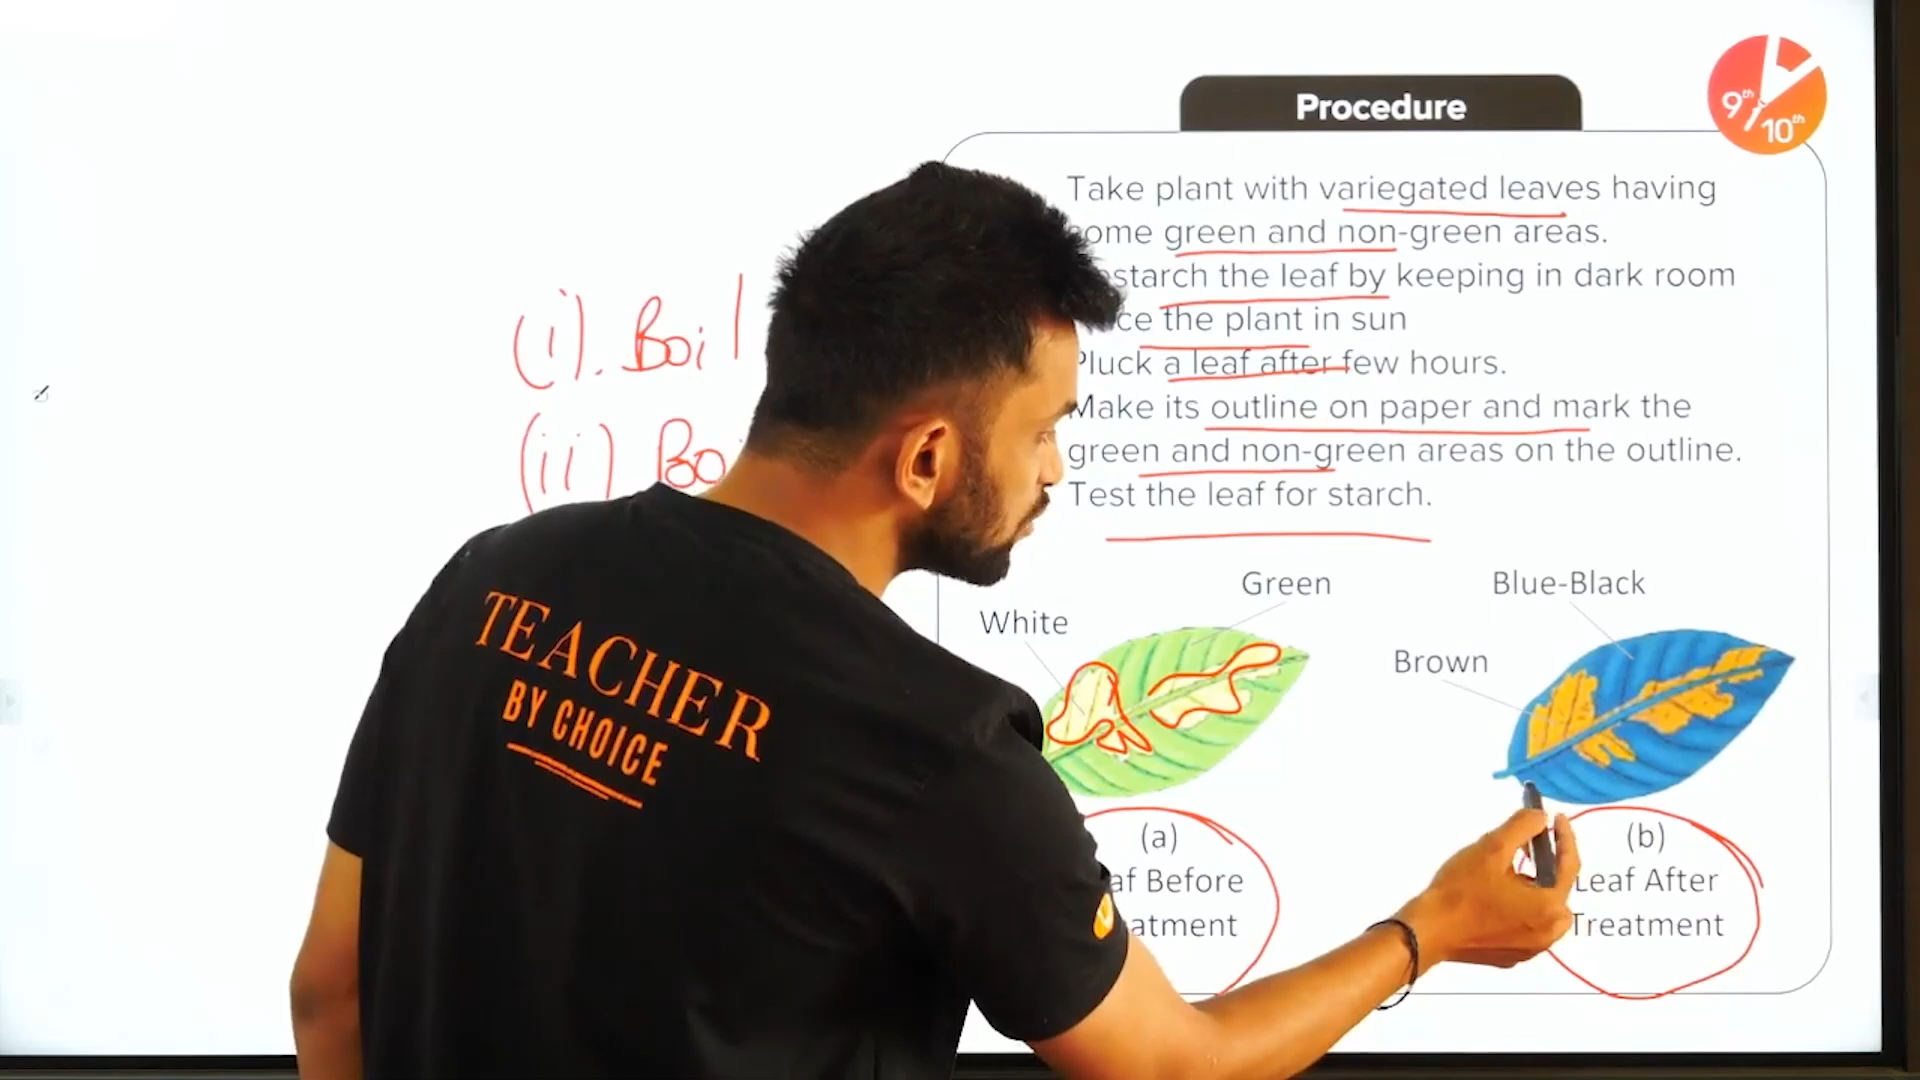 Procedure
9th
10th
Take plant with variegated leaves having
ome green and non-green areas.
starch the leaf by keeping in dark room
ce the plant in sun
Pluck a leaf after few hours.
Make its outline on paper and mark the
green and non-green areas on the outline.
Test the leaf for starch.
(i). Boil
(ii) Boi
Green
White
Blue-Black
Brown
(a)
af Before
atment
(b)
Leaf After
Treatment
TEACHER
BY CHOICE